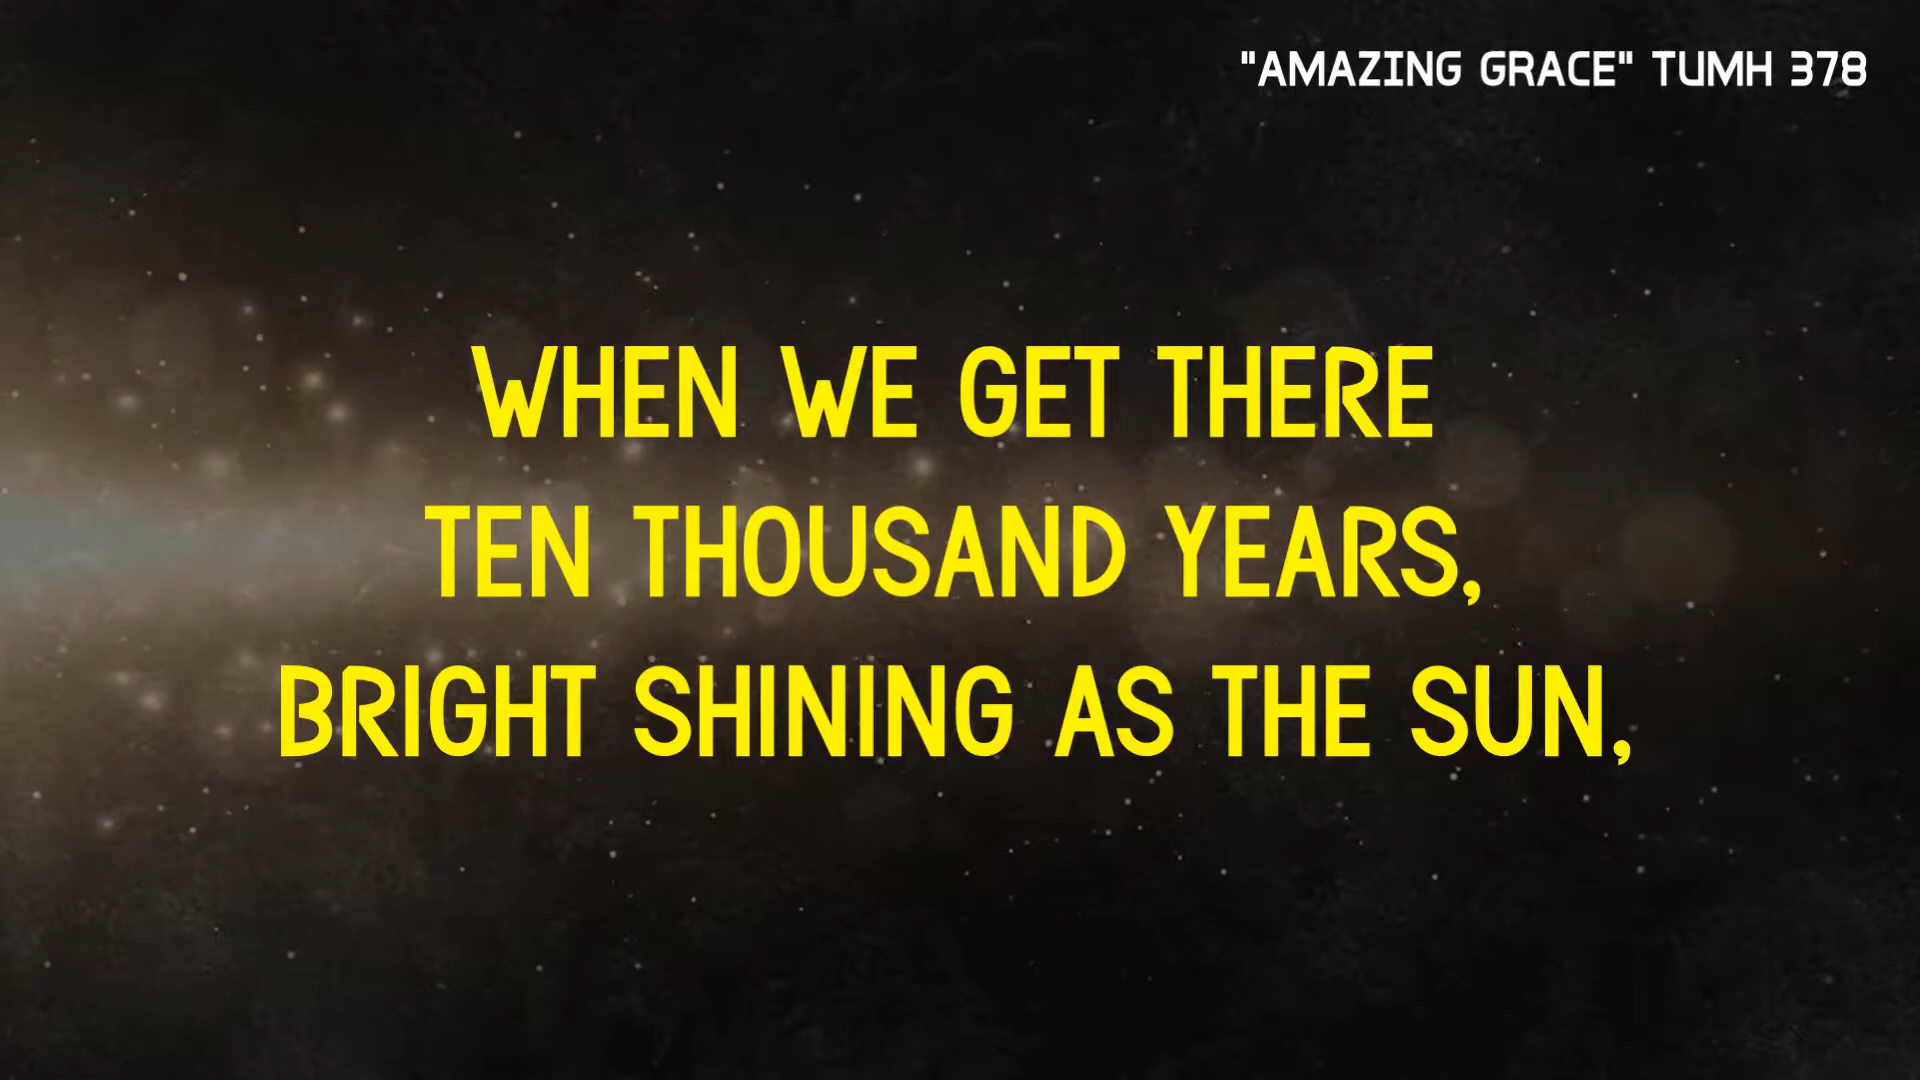 "AMAZING GRACE" TUMH 378
WHEN WE GET THERE
TEN THOUSAND YEARS,
BRIGHT SHINING AS THE SUN,